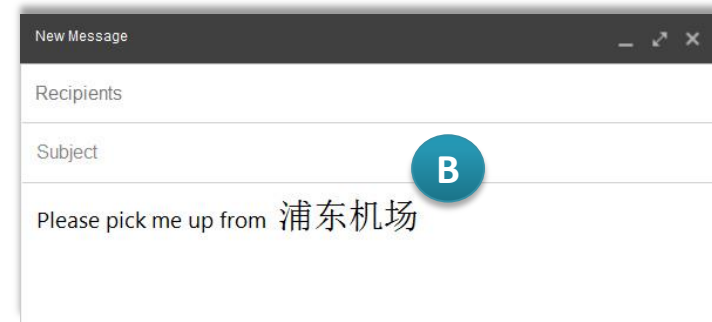 New Message
Recipients
Subject
B
Please pick me up from 浦东机场